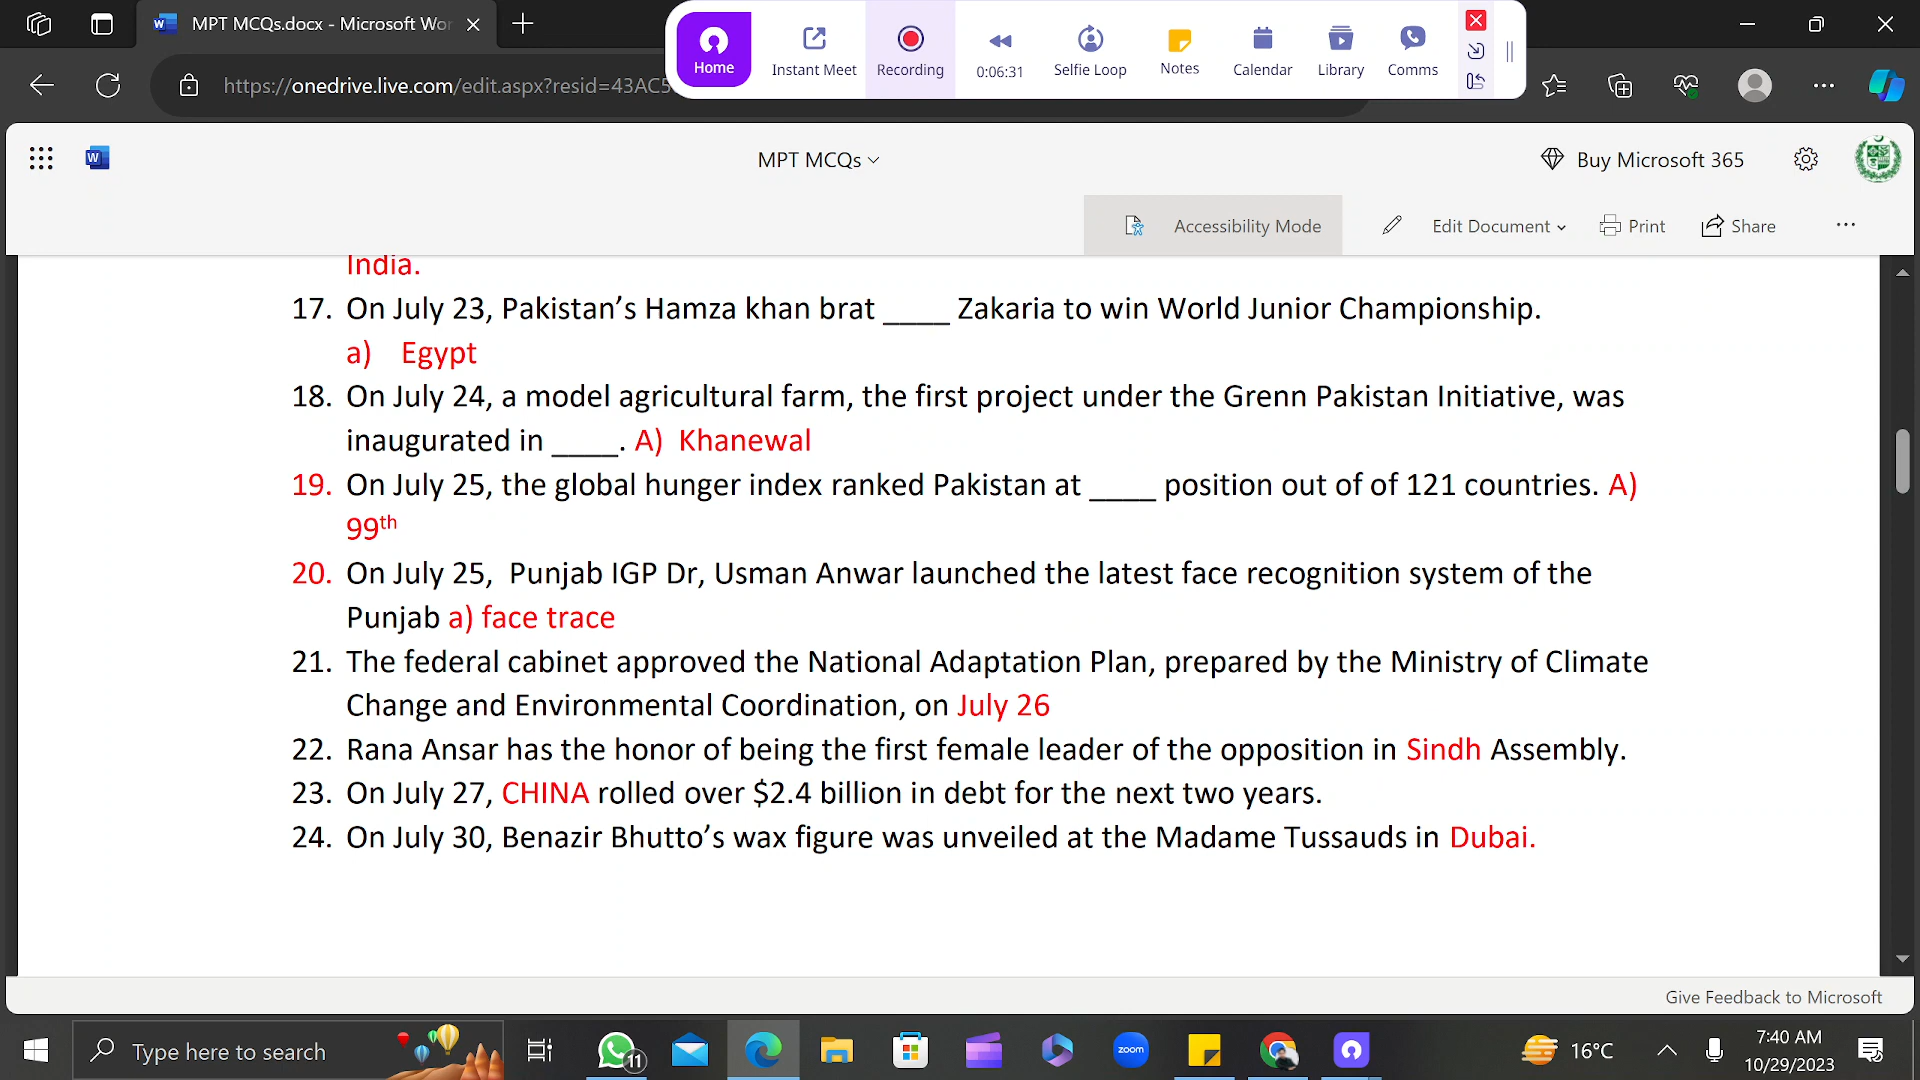 MPT MCQs.docx - Microsoft Wor
Home
Instant Meet
Recording
0:06:31
Selfie Loop
Notes
Calendar
Library
Comms
https://onedrive.live.com/edit.aspx?resid=43AC5
MPT MCQs
Buy Microsoft 365
Accessibility Mode
Edit Document
Print
Share
India.
17. On July 23, Pakistan’s Hamza khan brat ____ Zakaria to win World Junior Championship.
a) Egypt
18. On July 24, a model agricultural farm, the first project under the Grenn Pakistan Initiative, was
inaugurated in ____. A) Khanewal
19. On July 25, the global hunger index ranked Pakistan at ____ position out of of 121 countries. A)
99th
20. On July 25, Punjab IGP Dr, Usman Anwar launched the latest face recognition system of the
Punjab a) face trace
21. The federal cabinet approved the National Adaptation Plan, prepared by the Ministry of Climate
Change and Environmental Coordination, on July 26
22. Rana Ansar has the honor of being the first female leader of the opposition in Sindh Assembly.
23. On July 27, CHINA rolled over $2.4 billion in debt for the next two years.
24. On July 30, Benazir Bhutto’s wax figure was unveiled at the Madame Tussauds in Dubai.
Give Feedback to Microsoft
Type here to search
11
zoom
16°C
7:40 AM
10/29/2023